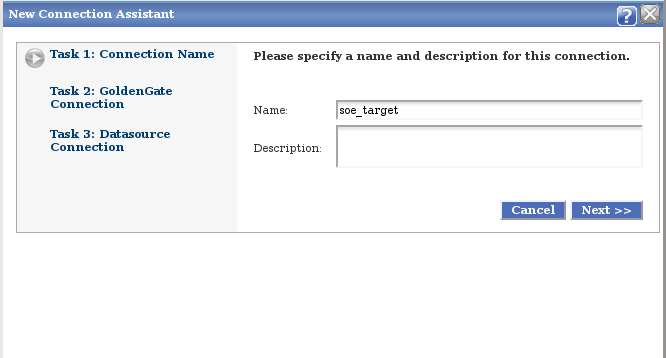 New Connection Assistant
?
Task 1: Connection Name
Task 2: GoldenGate
Connection
Task 3: Datasource
Connection
Please specify a name and description for this connection.
Name:
soe_target
Description:
Cancel
Next >>